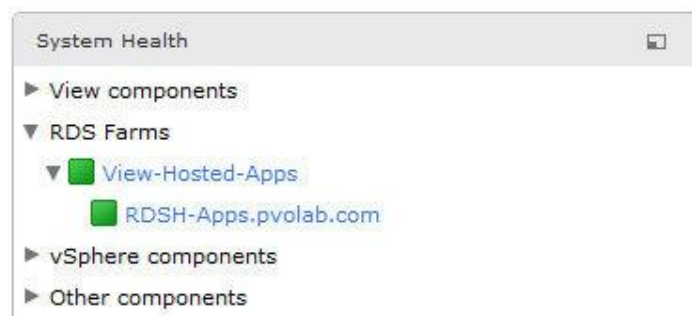 System Health
View components
RDS Farms
View-Hosted-Apps
RDSH-Apps.pvolab.com
vSphere components
Other components